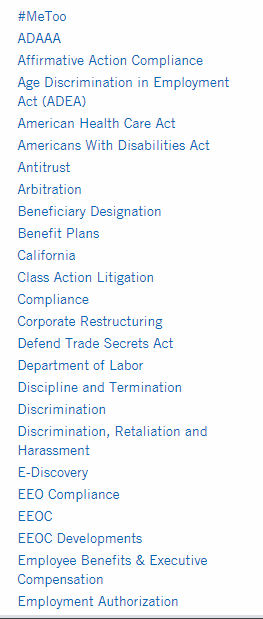 #MeToo
ADAAA
Affirmative Action Compliance
Age Discrimination in Employment
Act (ADEA)
American Health Care Act
Americans With Disabilities Act
Antitrust
Arbitration
Beneficiary Designation
Benefit Plans
California
Class Action Litigation
Compliance
Corporate Restructuring
Defend Trade Secrets Act
Department of Labor
Discipline and Termination
Discrimination
Discrimination, Retaliation and
Harassment
E-Discovery
EEO Compliance
EEOC
EEOC Developments
Employee Benefits & Executive
Compensation
Employment Authorization